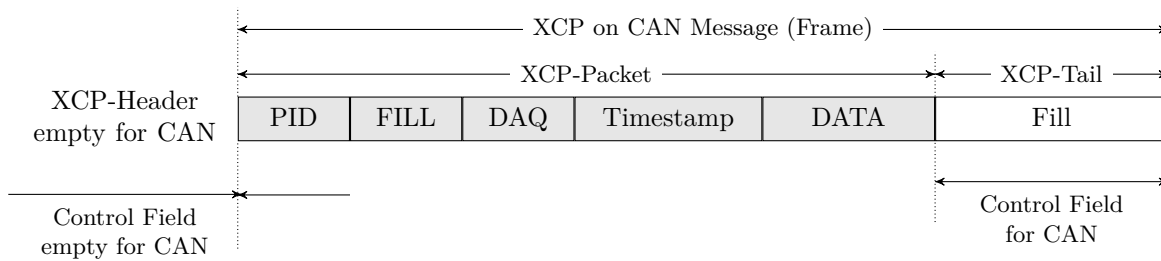 XCP on CAN Message (Frame)
XCP-Packet
XCP-Tail
XCP-Header
empty for CAN
PID
FILL
DAQ
Timestamp
DATA
Fill
Control Field
empty for CAN
Control Field
for CAN